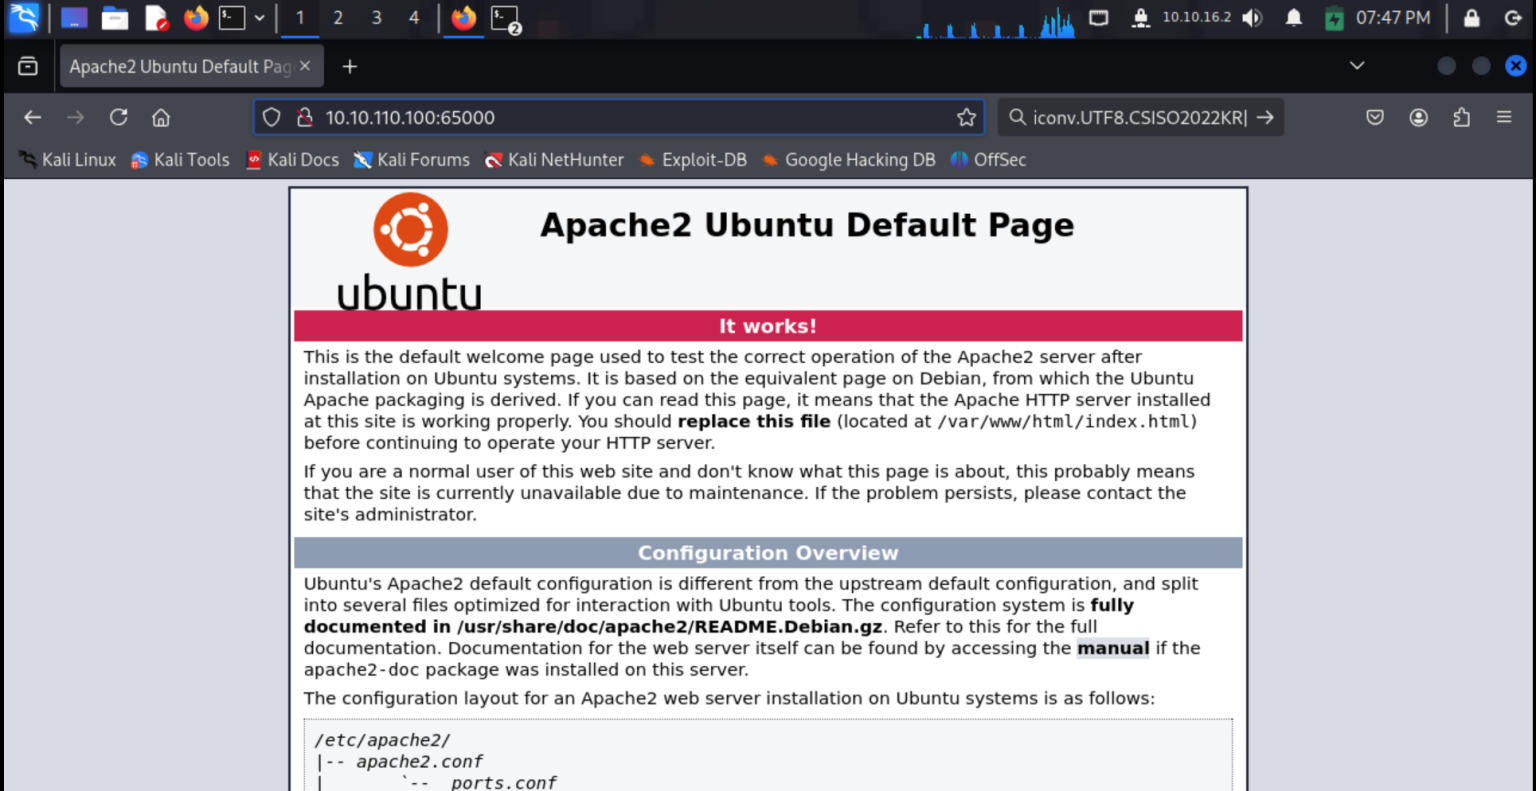 1 2 3 4 2 10.10.16.2 07:47 PM
Apache2 Ubuntu Default Pag
10.10.110.100:65000 iconv.UTF8.CSISO2022KR|
Kali Linux Kali Tools Kali Docs Kali Forums Kali NetHunter Exploit-DB Google Hacking DB OffSec
ubuntu
Apache2 Ubuntu Default Page
It works!
This is the default welcome page used to test the correct operation of the Apache2 server after
installation on Ubuntu systems. It is based on the equivalent page on Debian, from which the Ubuntu
Apache packaging is derived. If you can read this page, it means that the Apache HTTP server installed
at this site is working properly. You should replace this file (located at /var/www/html/index.html)
before continuing to operate your HTTP server.
If you are a normal user of this web site and don't know what this page is about, this probably means
that the site is currently unavailable due to maintenance. If the problem persists, please contact the
site's administrator.
Configuration Overview
Ubuntu's Apache2 default configuration is different from the upstream default configuration, and split
into several files optimized for interaction with Ubuntu tools. The configuration system is fully
documented in /usr/share/doc/apache2/README.Debian.gz. Refer to this for the full
documentation. Documentation for the web server itself can be found by accessing the manual if the
apache2-doc package was installed on this server.
The configuration layout for an Apache2 web server installation on Ubuntu systems is as follows:
/etc/apache2/
|-- apache2.conf
|       `--  ports.conf